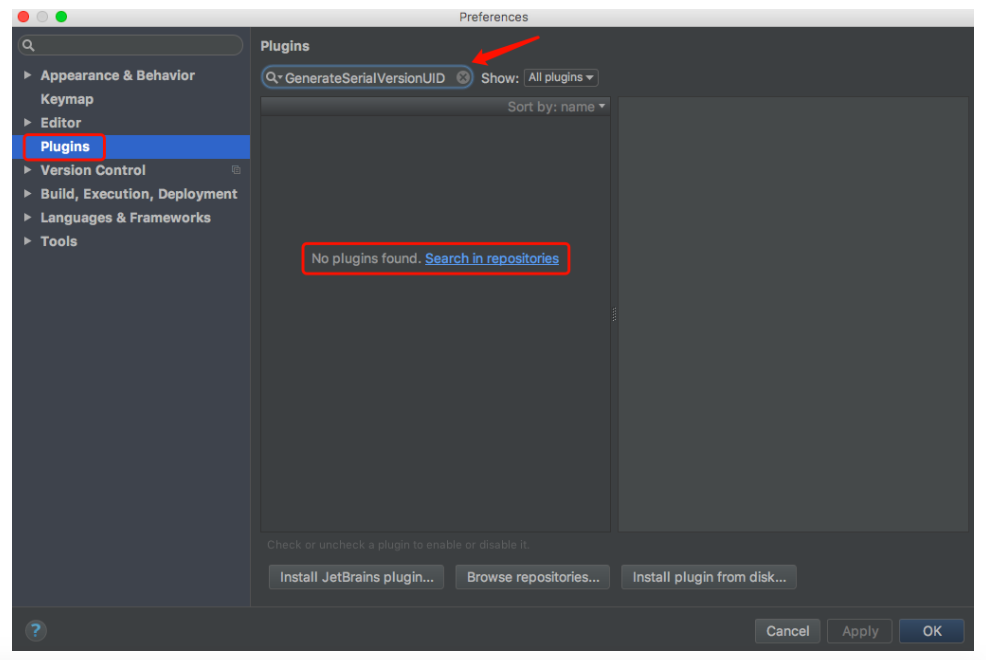 Preferences
Plugins
GenerateSerialVersionUID Show: All plugins
Sort by: name
Appearance & Behavior
Keymap
Editor
Plugins
Version Control
Build, Execution, Deployment
Languages & Frameworks
Tools
No plugins found. Search in repositories
Check or uncheck a plugin to enable or disable it.
Install JetBrains plugin... Browse repositories... Install plugin from disk...
? Cancel Apply OK